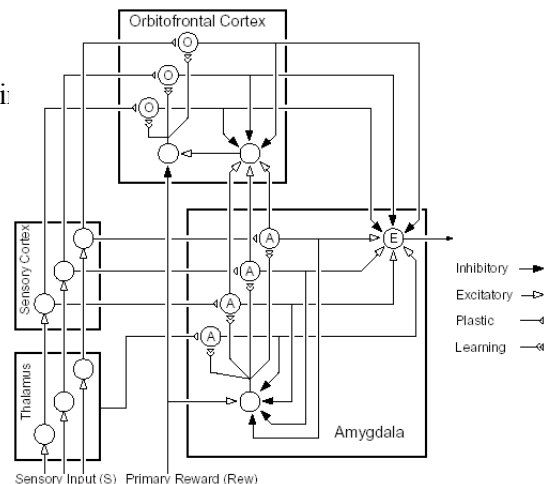 Orbitofrontal Cortex
O
O
O
Sensory Cortex
A
A
A
A
E
Inhibitory
Excitatory
Plastic
Learning
Thalamus
Amygdala
Sensory Input (S) Primary Reward (Rew)